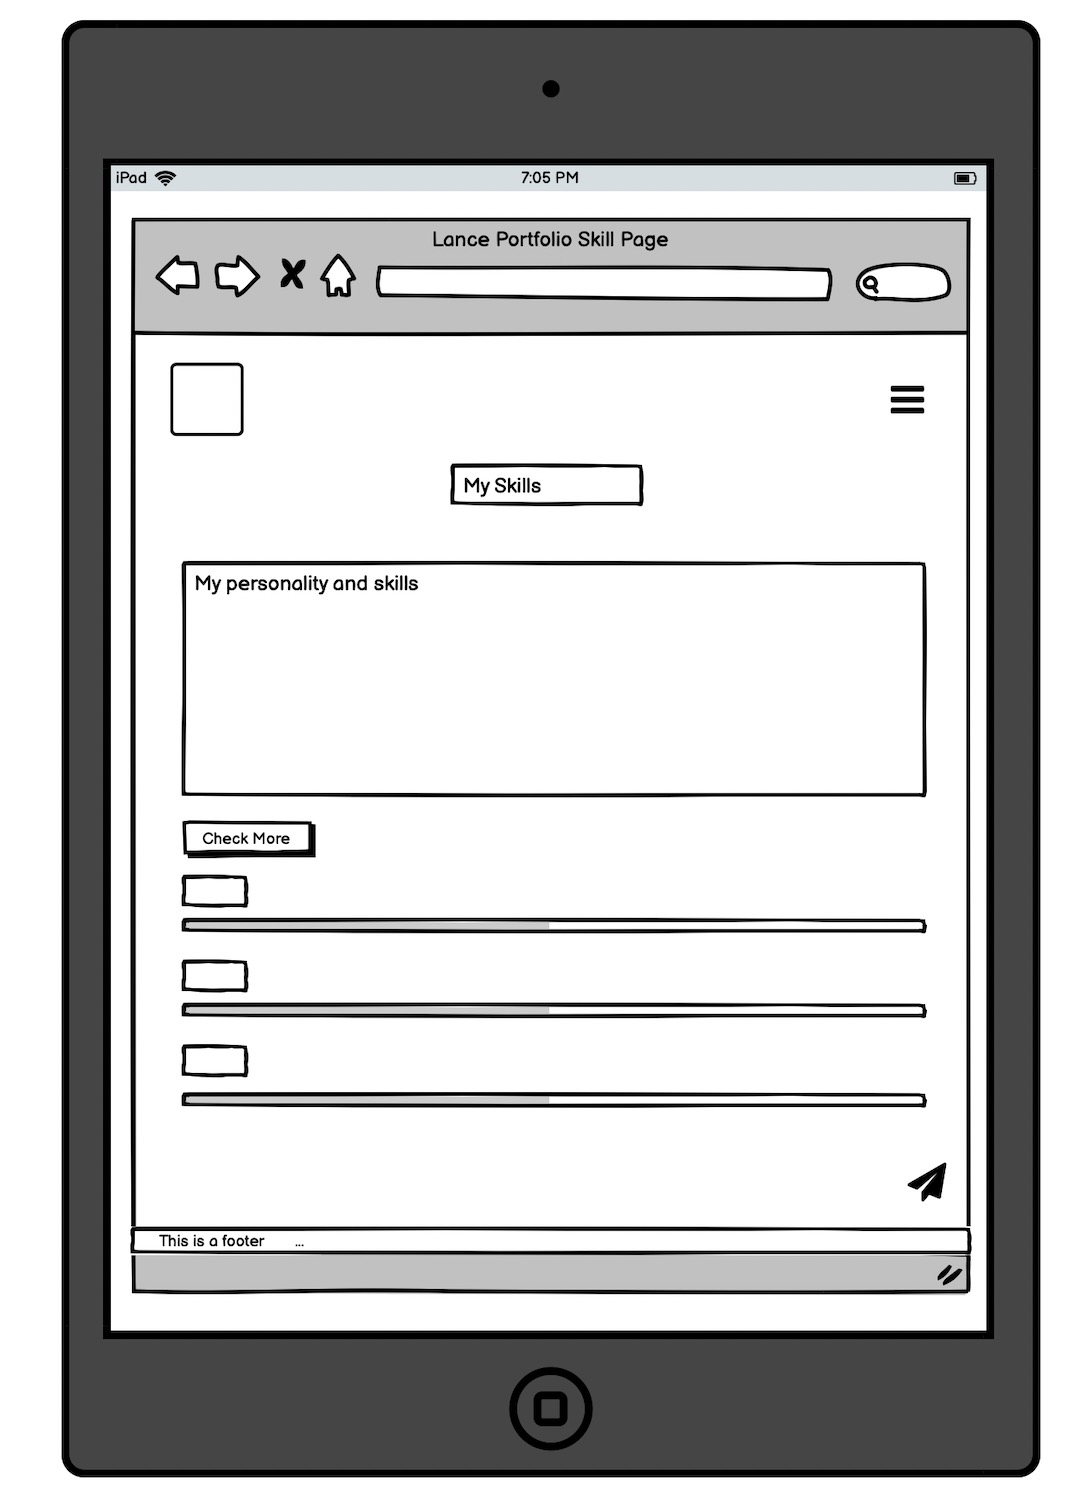 iPad 7:05 PM
Lance Portfolio Skill Page
My Skills
My personality and skills
Check More
This is a footer ...